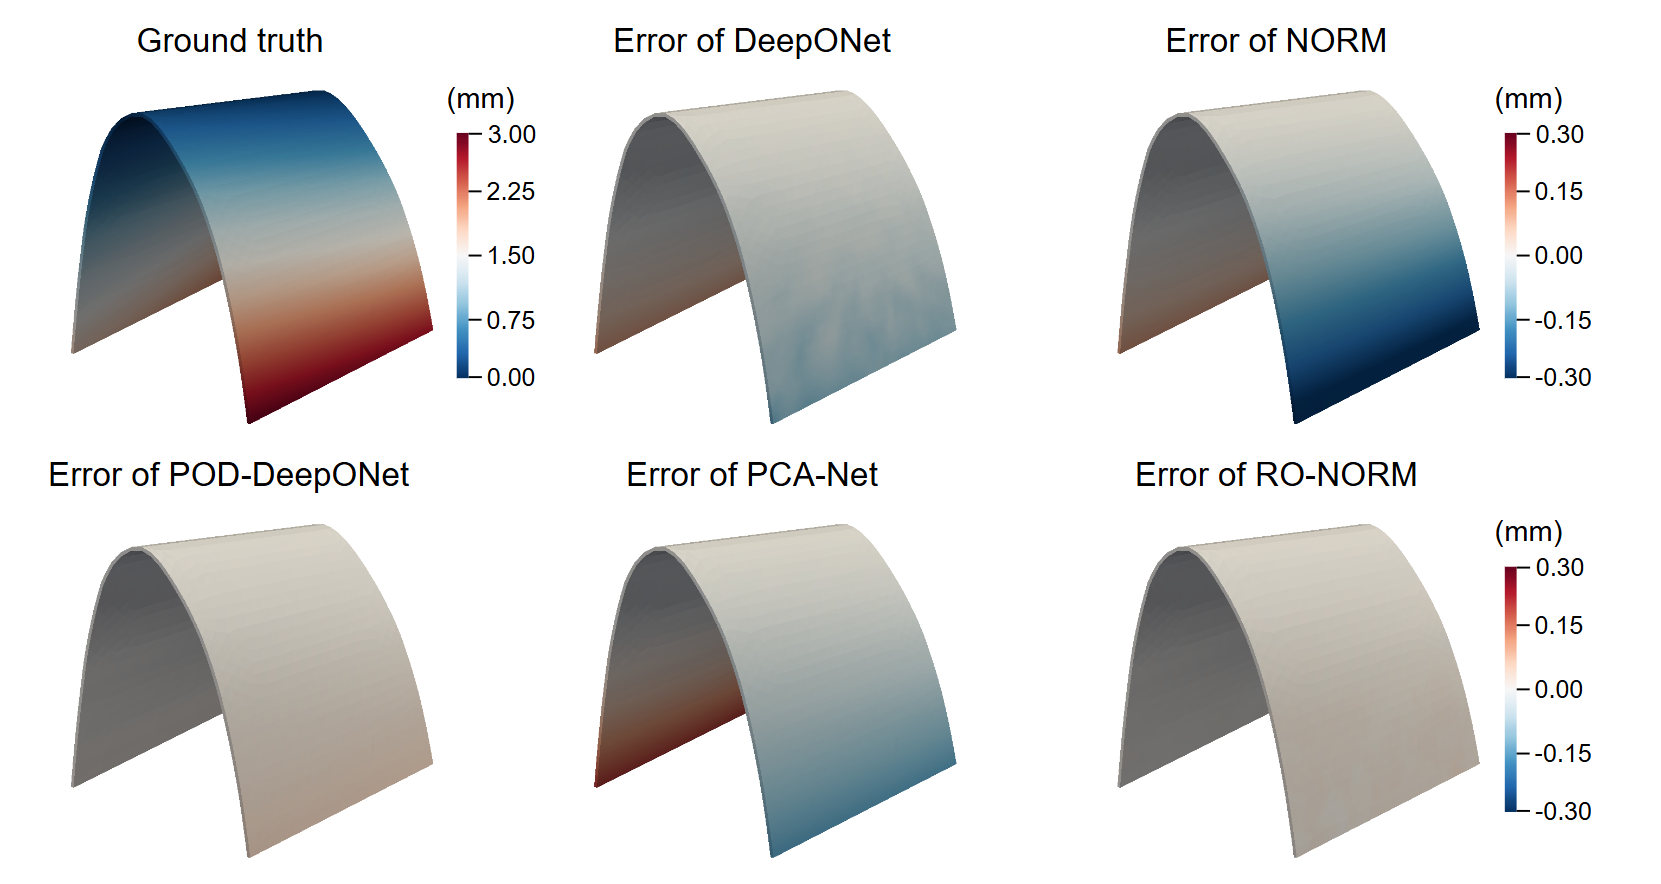 Ground truth
Error of DeepONet
Error of NORM
(mm)
3.00
2.25
1.50
0.75
0.00
(mm)
0.30
0.15
0.00
-0.15
-0.30
Error of POD-DeepONet
Error of PCA-Net
Error of RO-NORM
(mm)
0.30
0.15
0.00
-0.15
-0.30